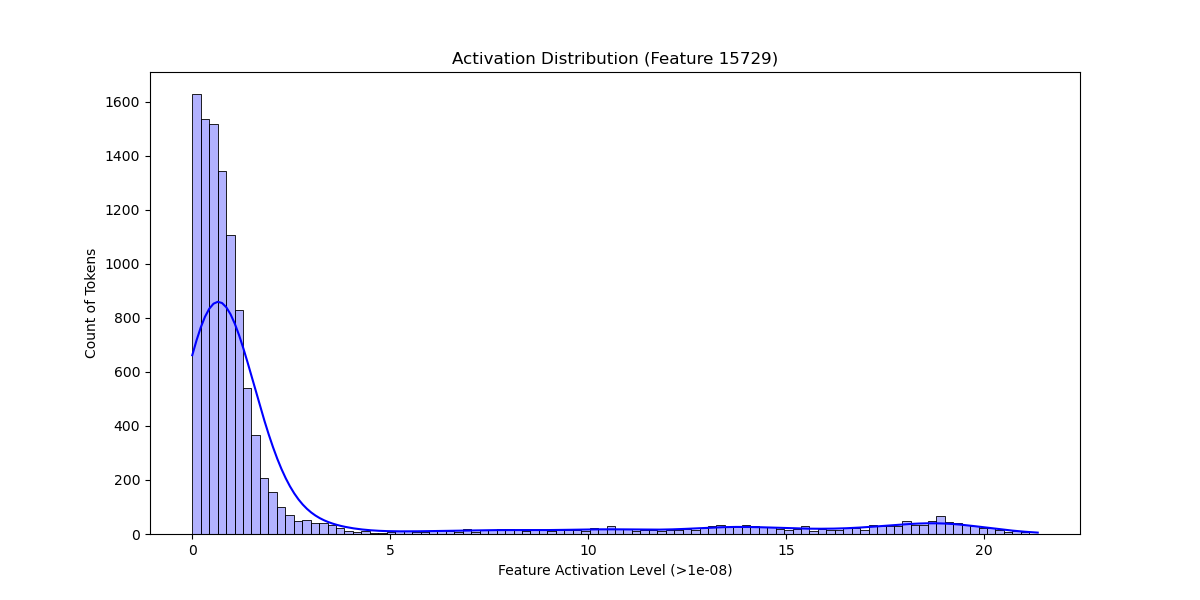 Activation Distribution (Feature 15729)
1600
1400
1200
1000
800
600
400
200
0
Count of Tokens
0 5 10 15 20
Feature Activation Level (>1e-08)